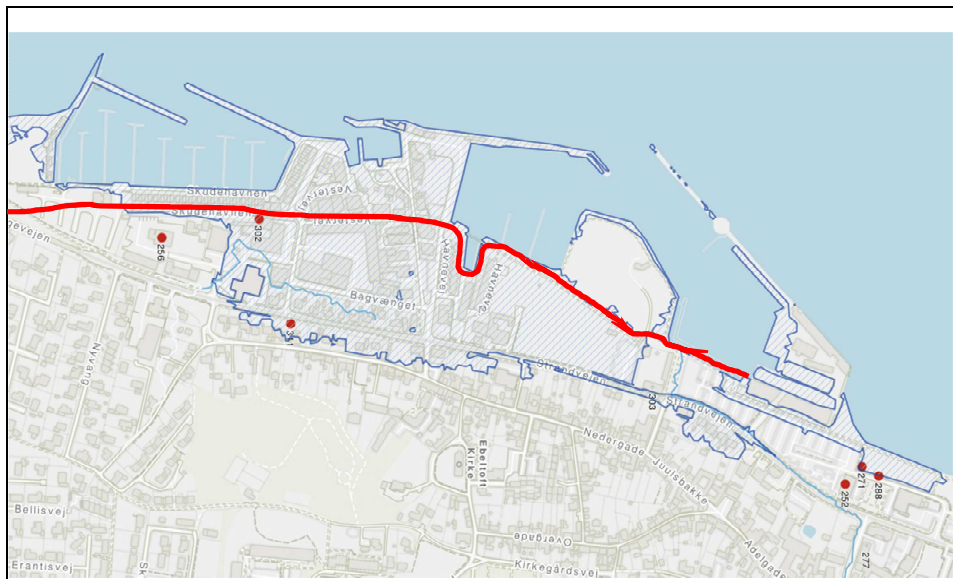 Skudehavnen
Vestervej
Skudehavnen
Vestervej
302
256
Havnevej
Havnevej
Bagvænget
Nyvang
Strandvejen
303
Strandvejen
Nedergade
Juulsbakke
Ebeltoft
Kirke
271
288
252
277
Bellisvej
Overgade
Adelgade
Erantisvej
Sk
Kirkegårdsvej